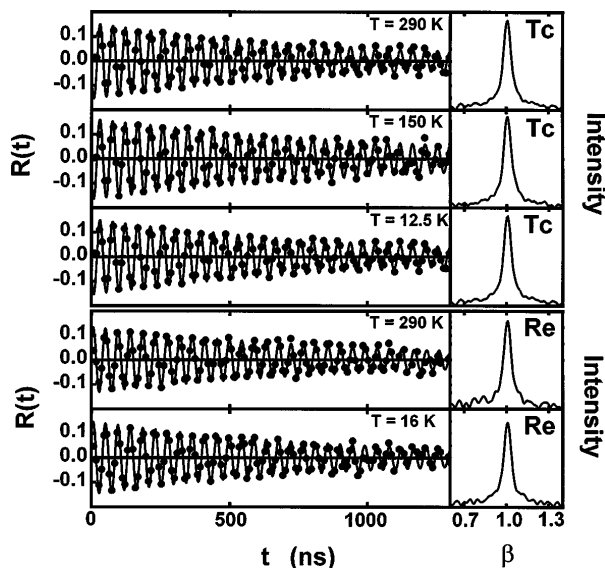 0.1
0.0
-0.1
T = 290 K
Tc
0.1
0.0
-0.1
T = 150 K
Tc
0.1
0.0
-0.1
T = 12.5 K
Tc
R(t)
Intensity
0.1
0.0
-0.1
T = 290 K
Re
0.1
0.0
-0.1
T = 16 K
Re
R(t)
Intensity
0 500 1000 0.7 1.0 1.3
t (ns) β